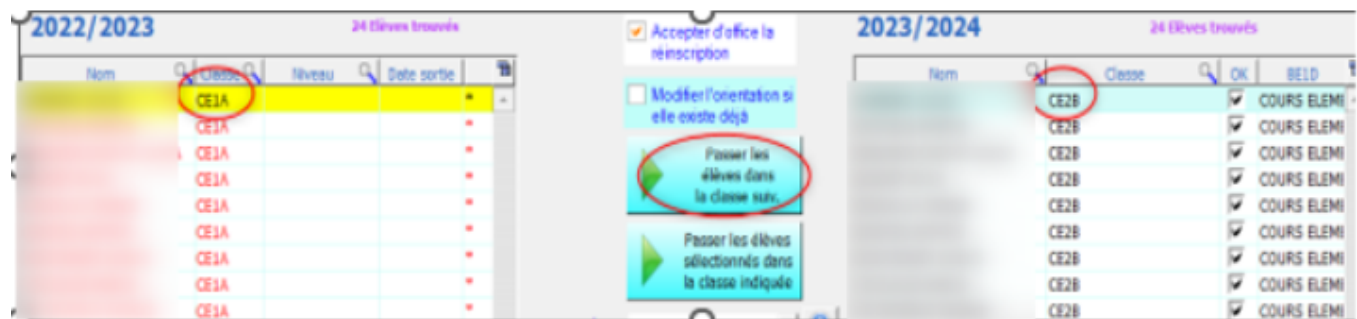 2022/2023 24 Elèves trouvés
Nom Classe Niveau Date sortie
CE1A *
CE1A *
CE1A *
CE1A *
CE1A *
CE1A *
CE1A *
CE1A *
CE1A *
Accepter d'office la
réinscription
Modifier l'orientation si
elle existe déjà
Passer les
élèves dans
la classe suiv.
Passer les élèves
sélectionnés dans
la classe indiquée
2023/2024 24 Elèves trouvés
Nom Classe OK BE1D
CE2B COURS ELEMI
CE2B COURS ELEMI
CE2B COURS ELEMI
CE2B COURS ELEMI
CE2B COURS ELEMI
CE2B COURS ELEMI
CE2B COURS ELEMI
CE2B COURS ELEMI
CE2B COURS ELEMI